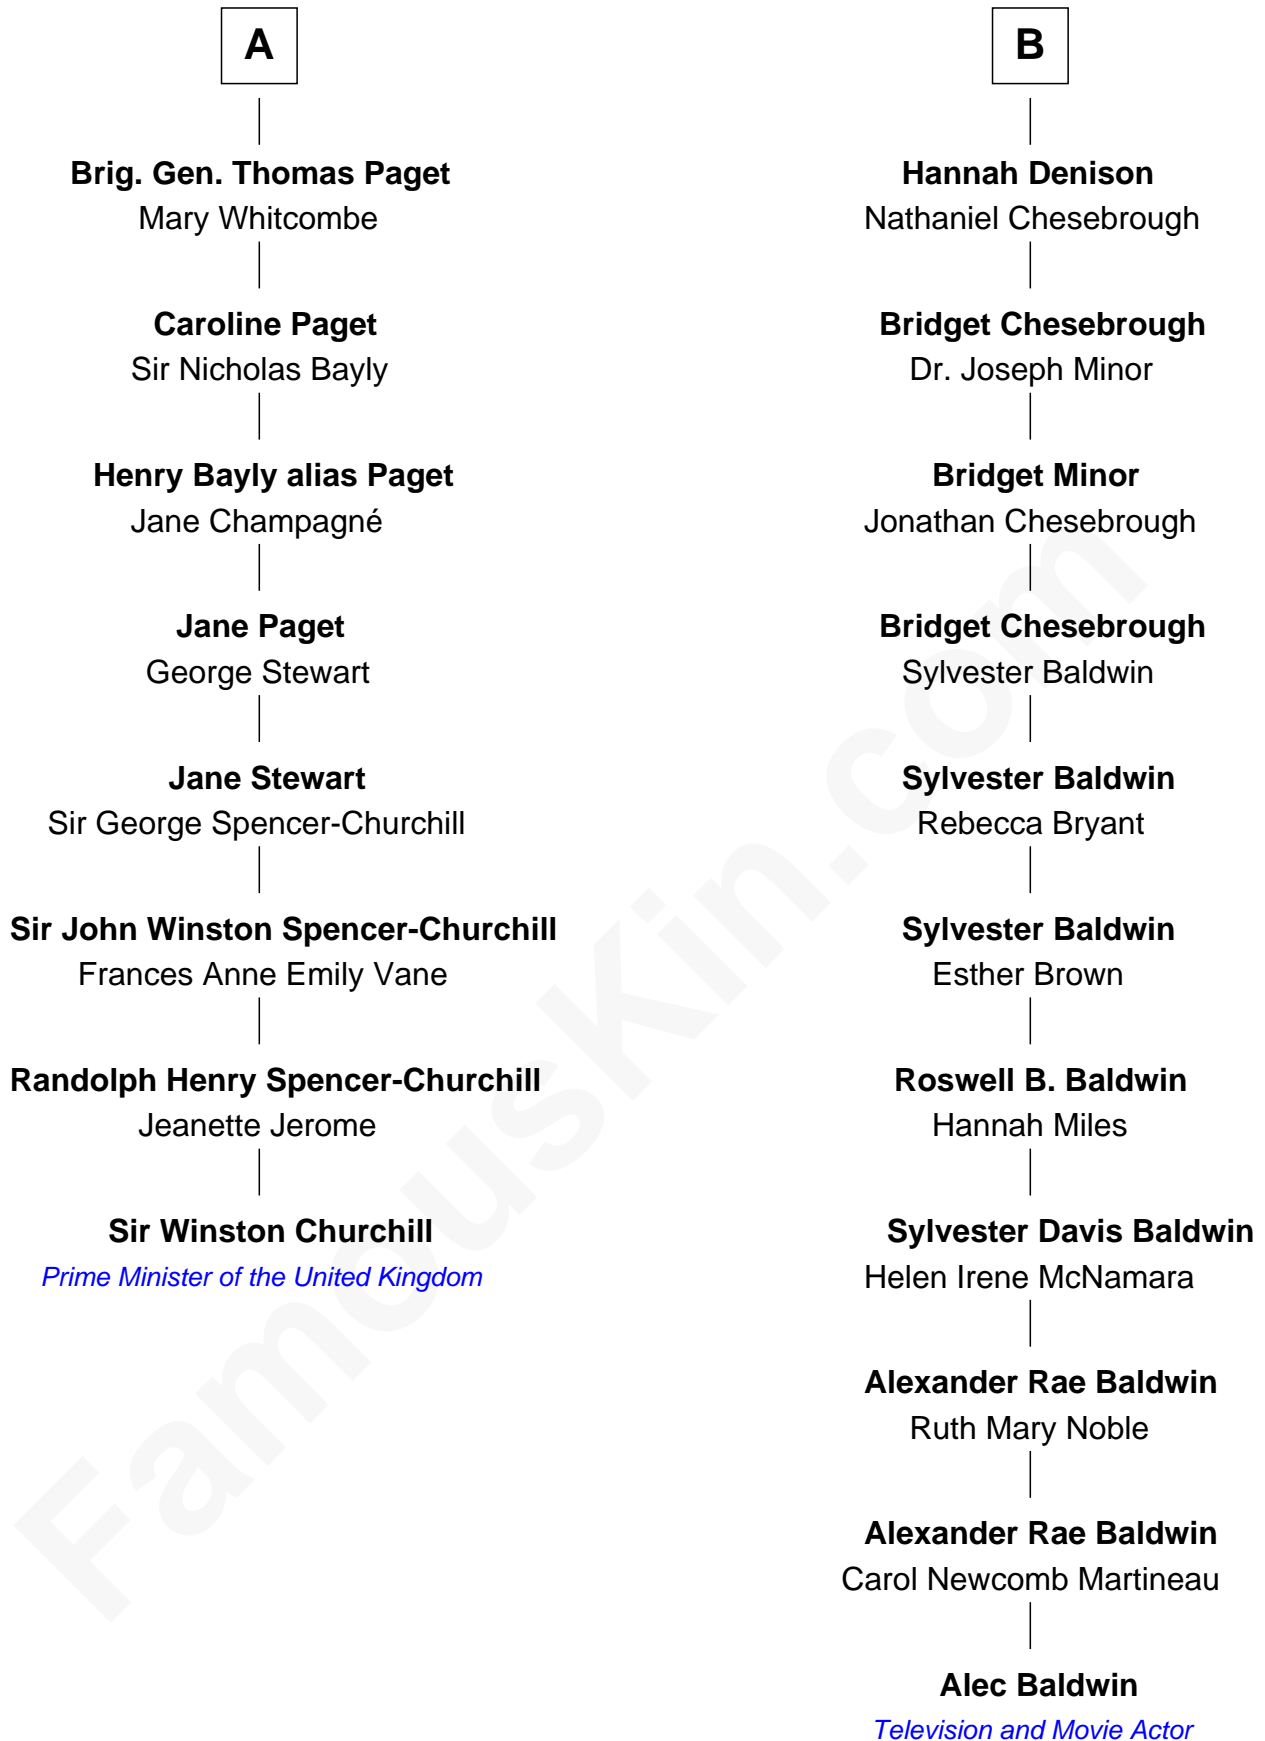 A
Brig. Gen. Thomas Paget
Mary Whitcombe
Caroline Paget
Sir Nicholas Bayly
Henry Bayly alias Paget
Jane Champagné
Jane Paget
George Stewart
Jane Stewart
Sir George Spencer-Churchill
Sir John Winston Spencer-Churchill
Frances Anne Emily Vane
Randolph Henry Spencer-Churchill
Jeanette Jerome
Sir Winston Churchill
Prime Minister of the United Kingdom
B
Hannah Denison
Nathaniel Chesebrough
Bridget Chesebrough
Dr. Joseph Minor
Bridget Minor
Jonathan Chesebrough
Bridget Chesebrough
Sylvester Baldwin
Sylvester Baldwin
Rebecca Bryant
Sylvester Baldwin
Esther Brown
Roswell B. Baldwin
Hannah Miles
Sylvester Davis Baldwin
Helen Irene McNamara
Alexander Rae Baldwin
Ruth Mary Noble
Alexander Rae Baldwin
Carol Newcomb Martineau
Alec Baldwin
Television and Movie Actor
FamousKin.com